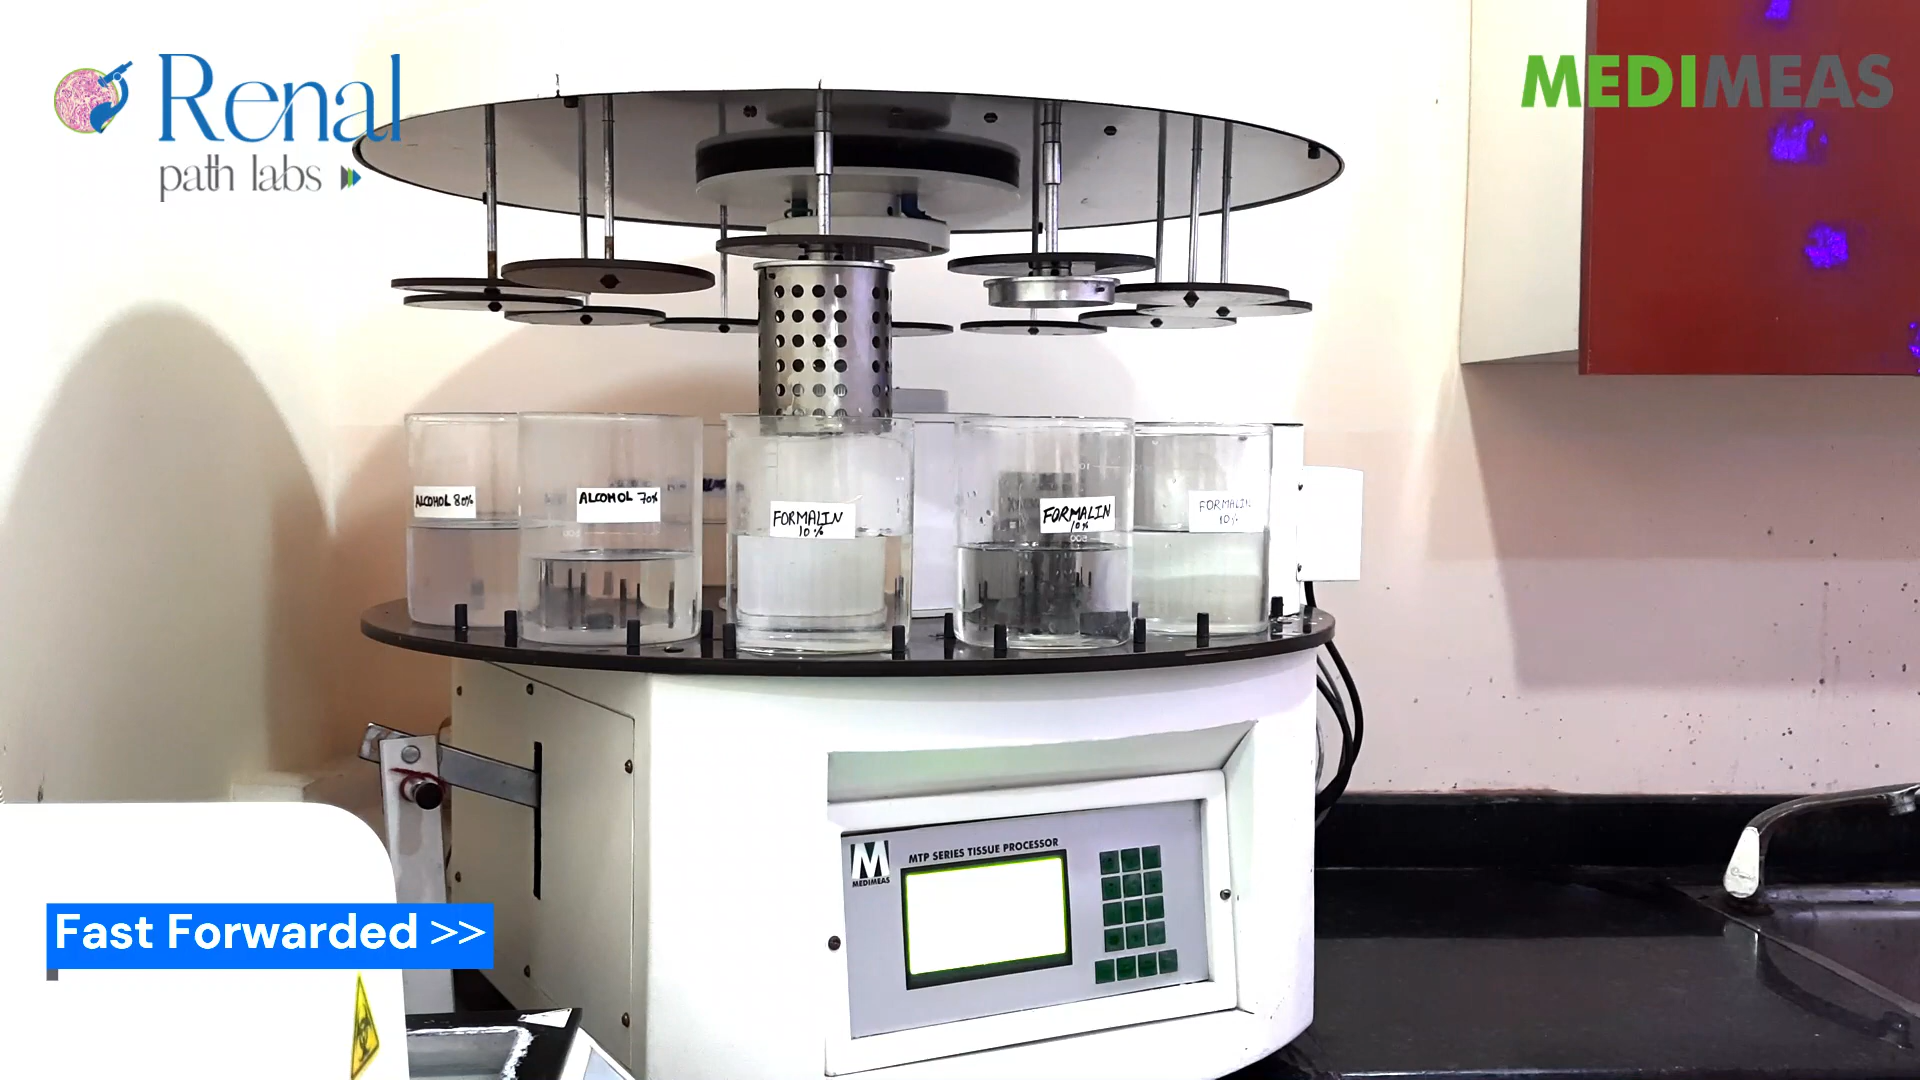 Renal
path labs
MEDIMEAS
ALCOHOL 80%
ALCOHOL 70%
FORMALIN
10%
FORMALIN
10%
FORMALIN
10%
MTP SERIES TISSUE PROCESSOR
M
MEDIMEAS
Fast Forwarded >>